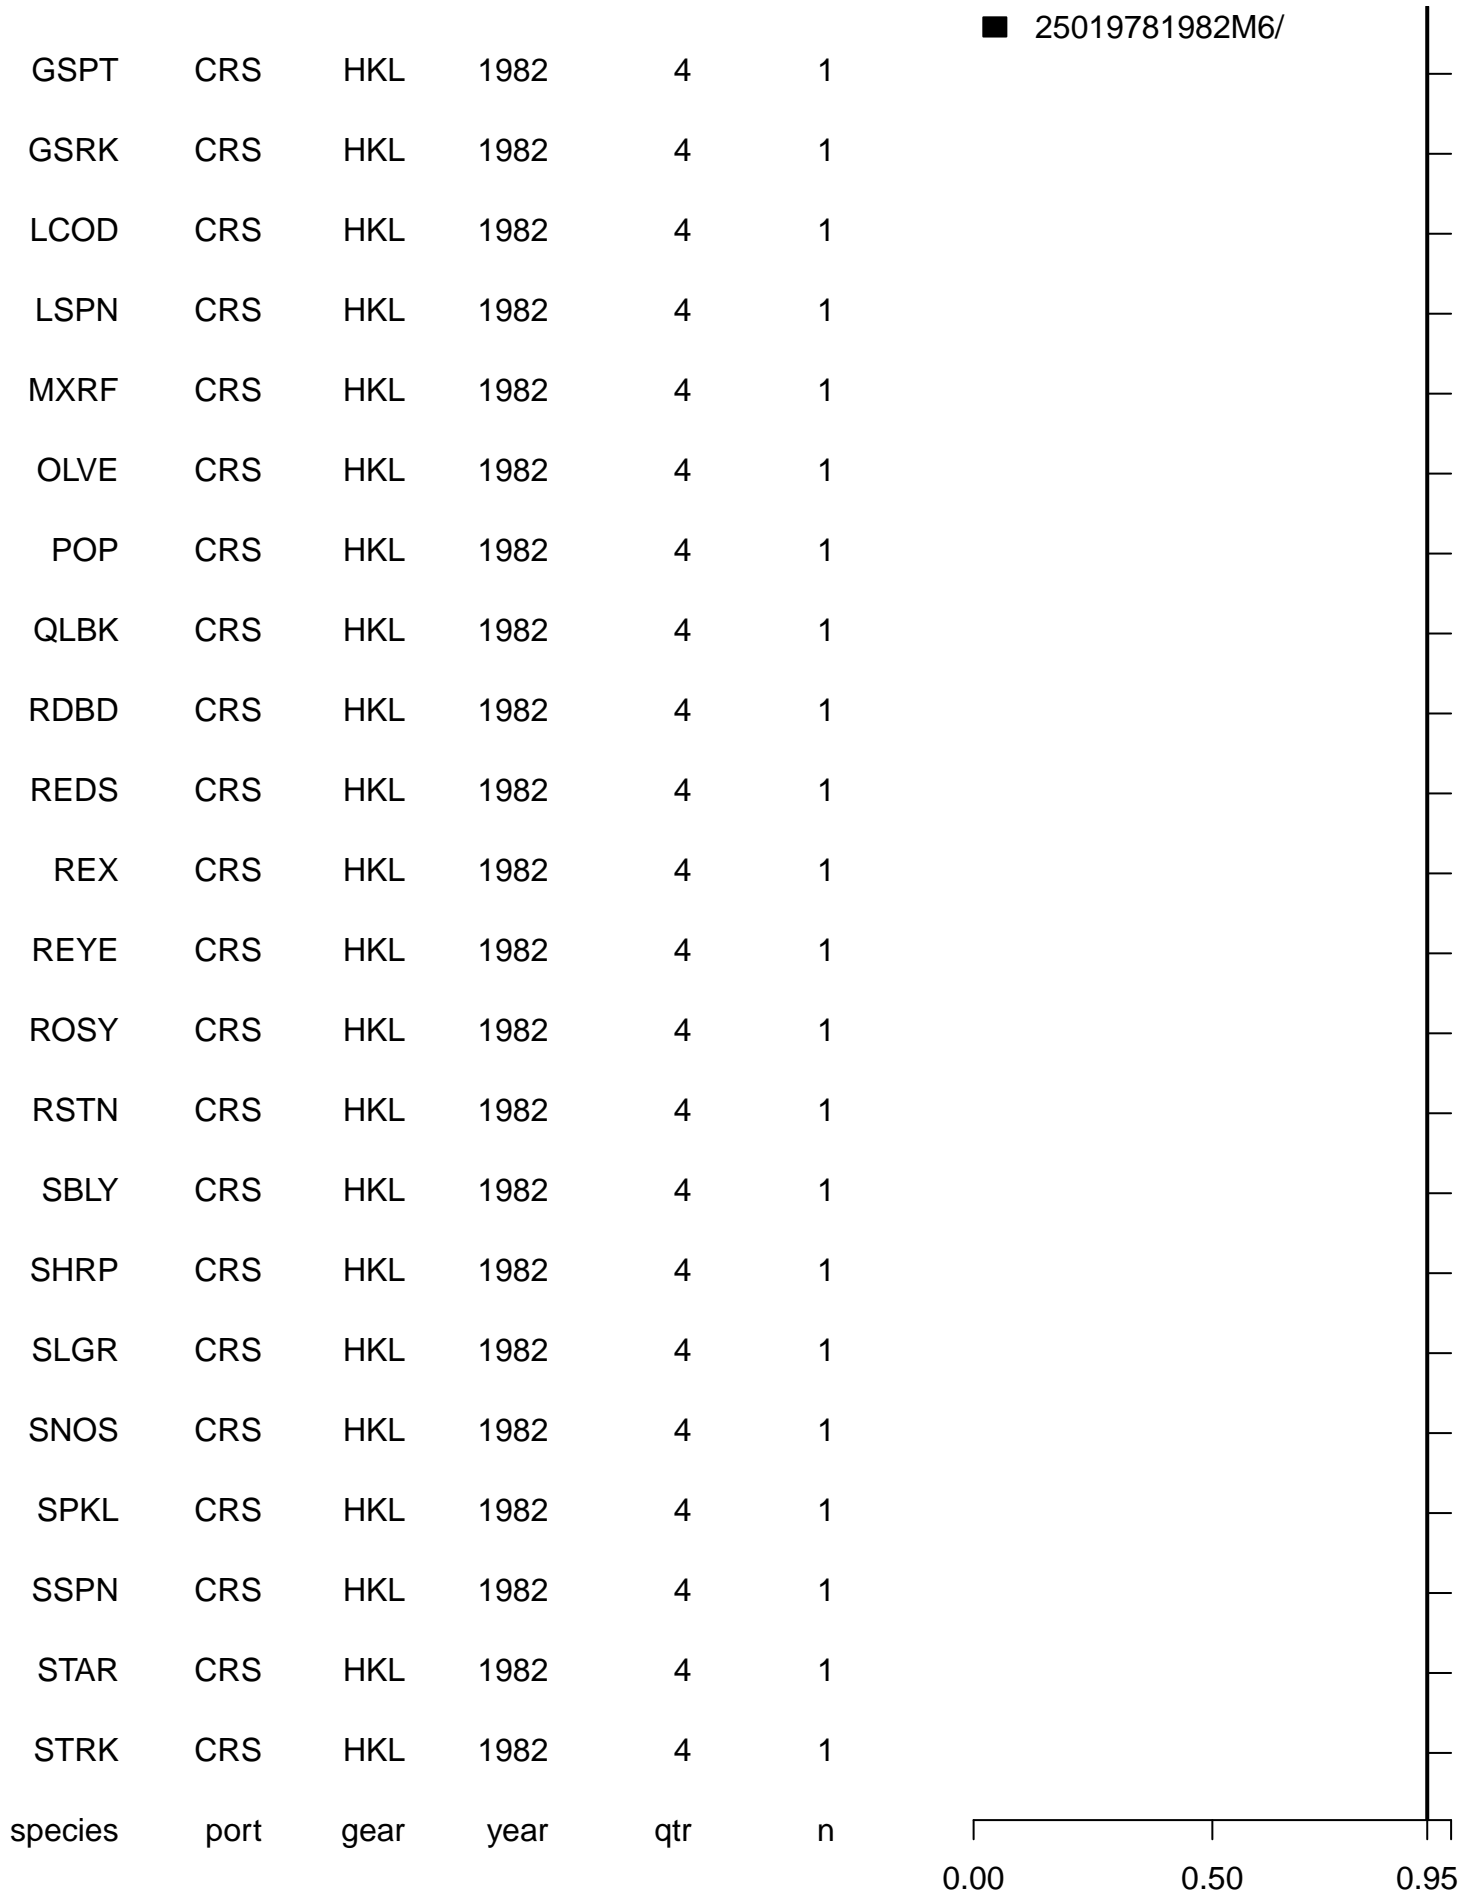 25019781982M6/
GSPT CRS HKL 1982 4 1
GSRK CRS HKL 1982 4 1
LCOD CRS HKL 1982 4 1
LSPN CRS HKL 1982 4 1
MXRF CRS HKL 1982 4 1
OLVE CRS HKL 1982 4 1
POP CRS HKL 1982 4 1
QLBK CRS HKL 1982 4 1
RDBD CRS HKL 1982 4 1
REDS CRS HKL 1982 4 1
REX CRS HKL 1982 4 1
REYE CRS HKL 1982 4 1
ROSY CRS HKL 1982 4 1
RSTN CRS HKL 1982 4 1
SBLY CRS HKL 1982 4 1
SHRP CRS HKL 1982 4 1
SLGR CRS HKL 1982 4 1
SNOS CRS HKL 1982 4 1
SPKL CRS HKL 1982 4 1
SSPN CRS HKL 1982 4 1
STAR CRS HKL 1982 4 1
STRK CRS HKL 1982 4 1
species port gear year qtr n
0.00 0.50 0.95